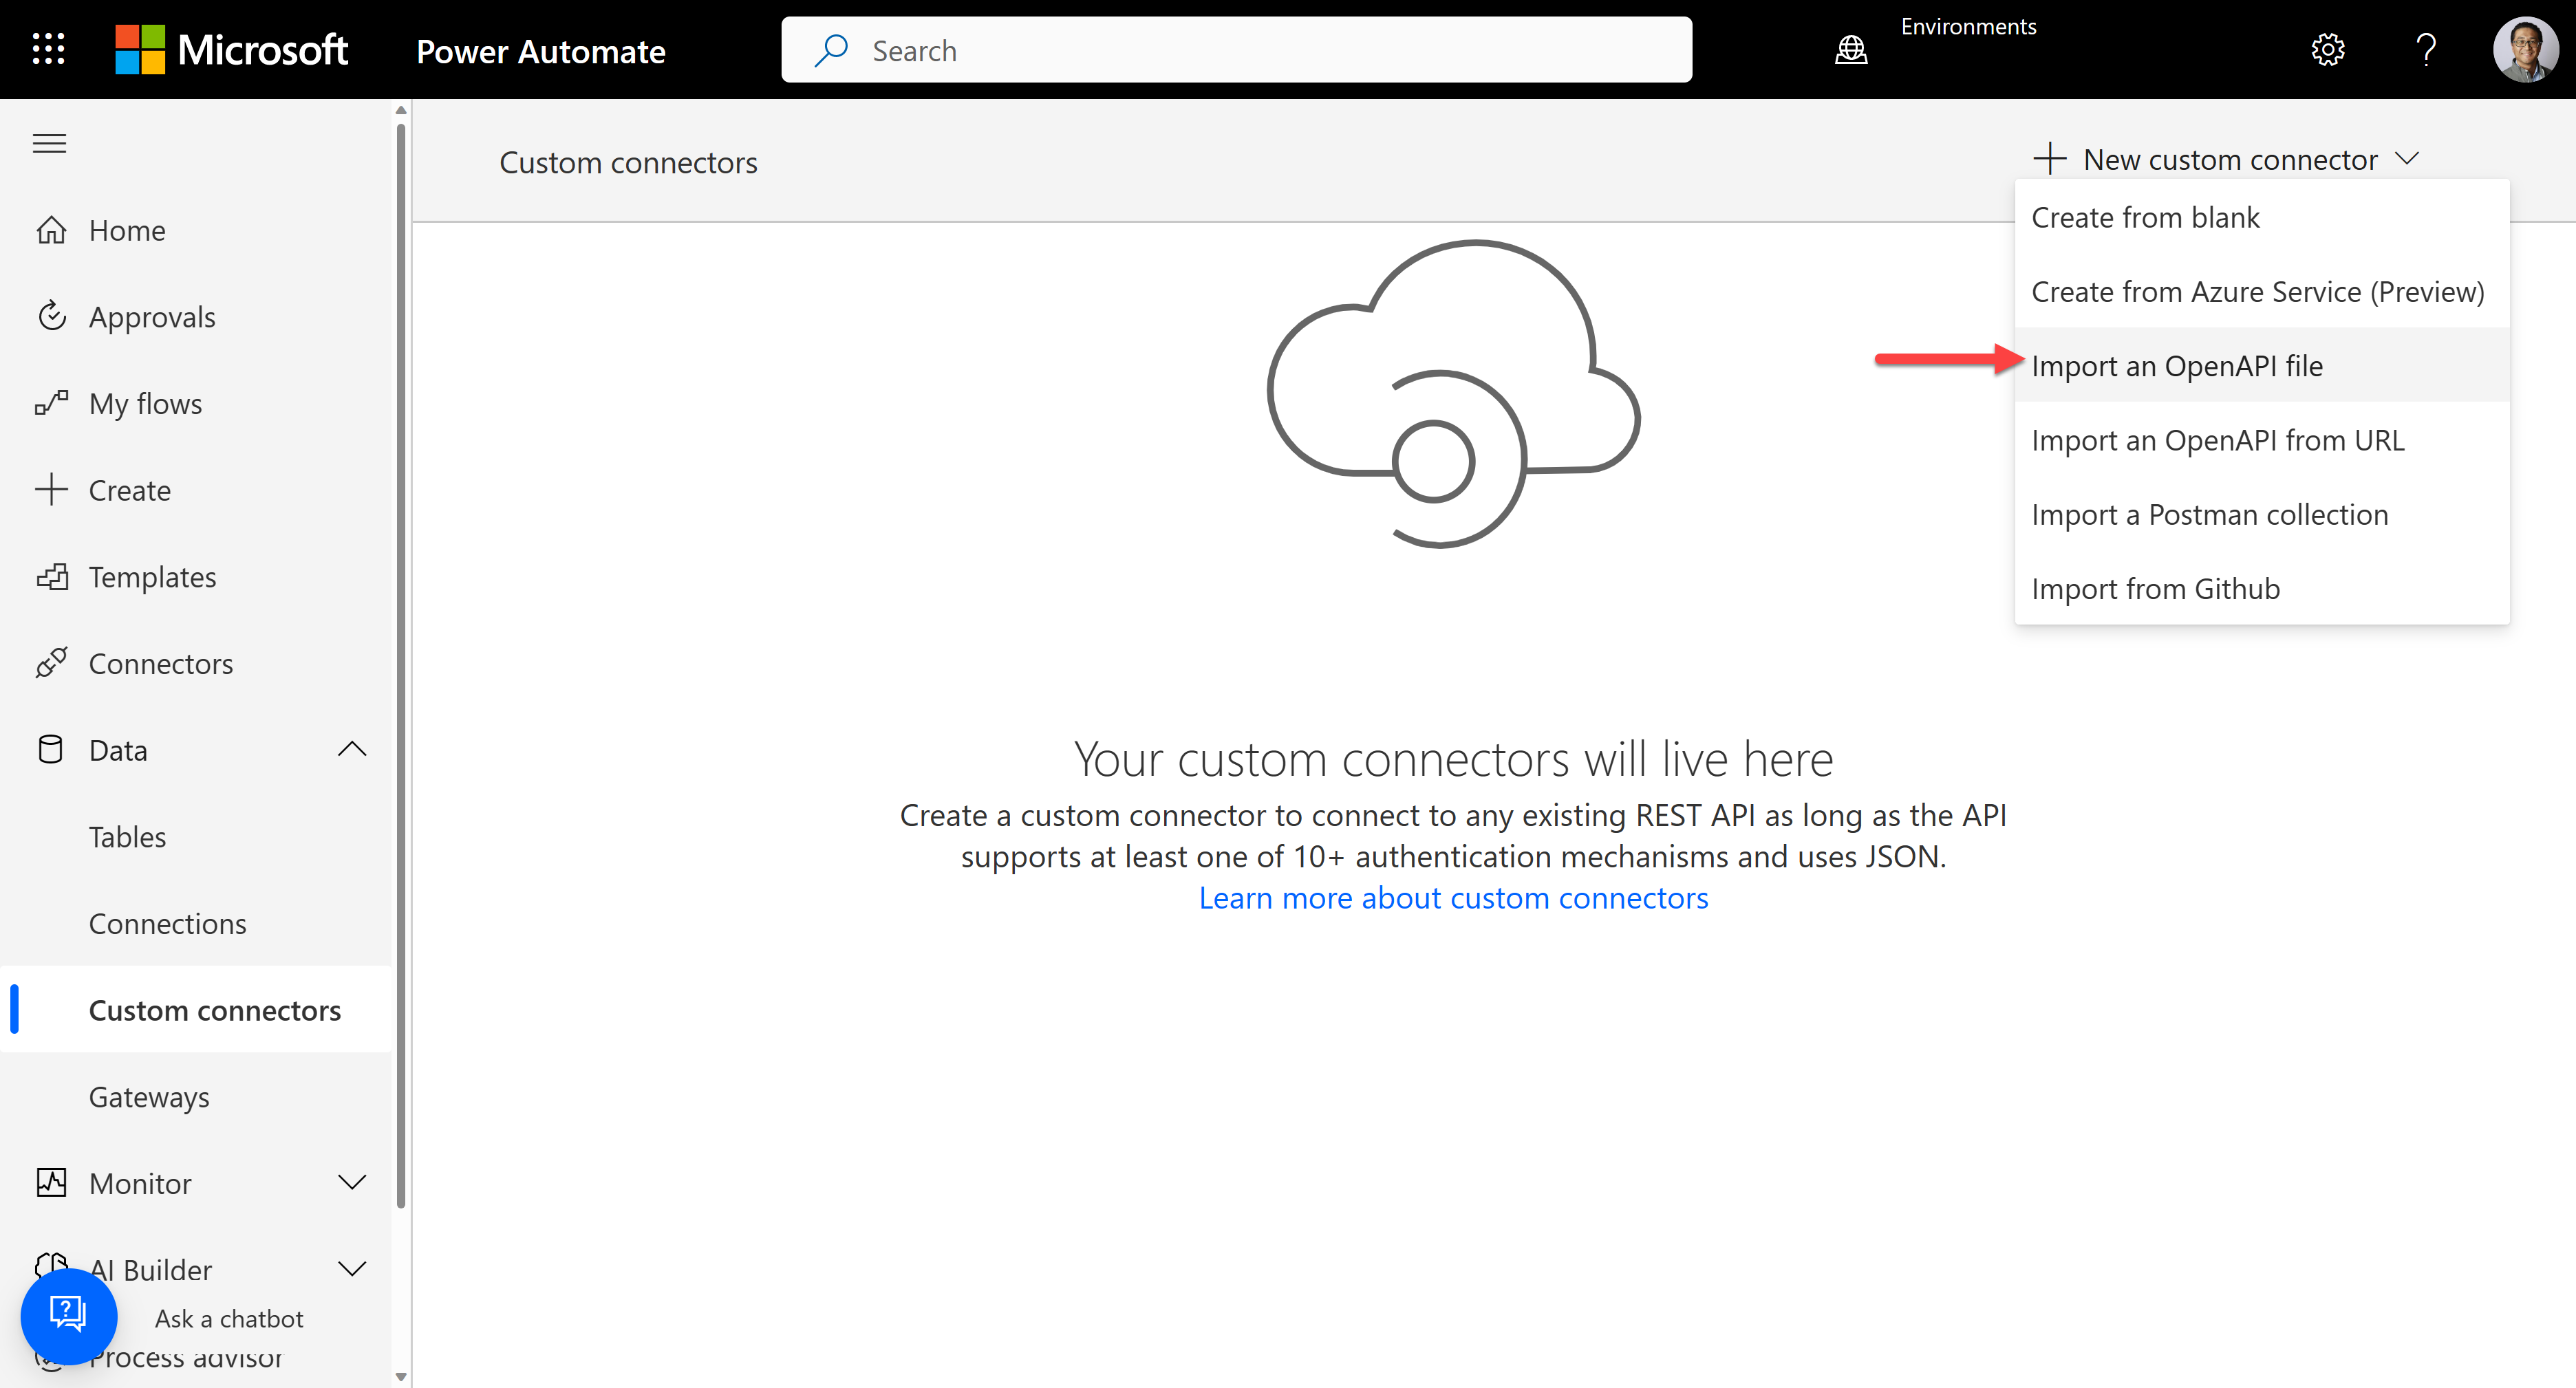 Microsoft
Power Automate
Search
Environments
Custom connectors
New custom connector
Create from blank
Create from Azure Service (Preview)
Import an OpenAPI file
Import an OpenAPI from URL
Import a Postman collection
Import from Github
Home
Approvals
My flows
Create
Templates
Connectors
Data
Tables
Connections
Custom connectors
Gateways
Monitor
AI Builder
Ask a chatbot
Process advisor
Your custom connectors will live here
Create a custom connector to connect to any existing REST API as long as the API
supports at least one of 10+ authentication mechanisms and uses JSON.
Learn more about custom connectors